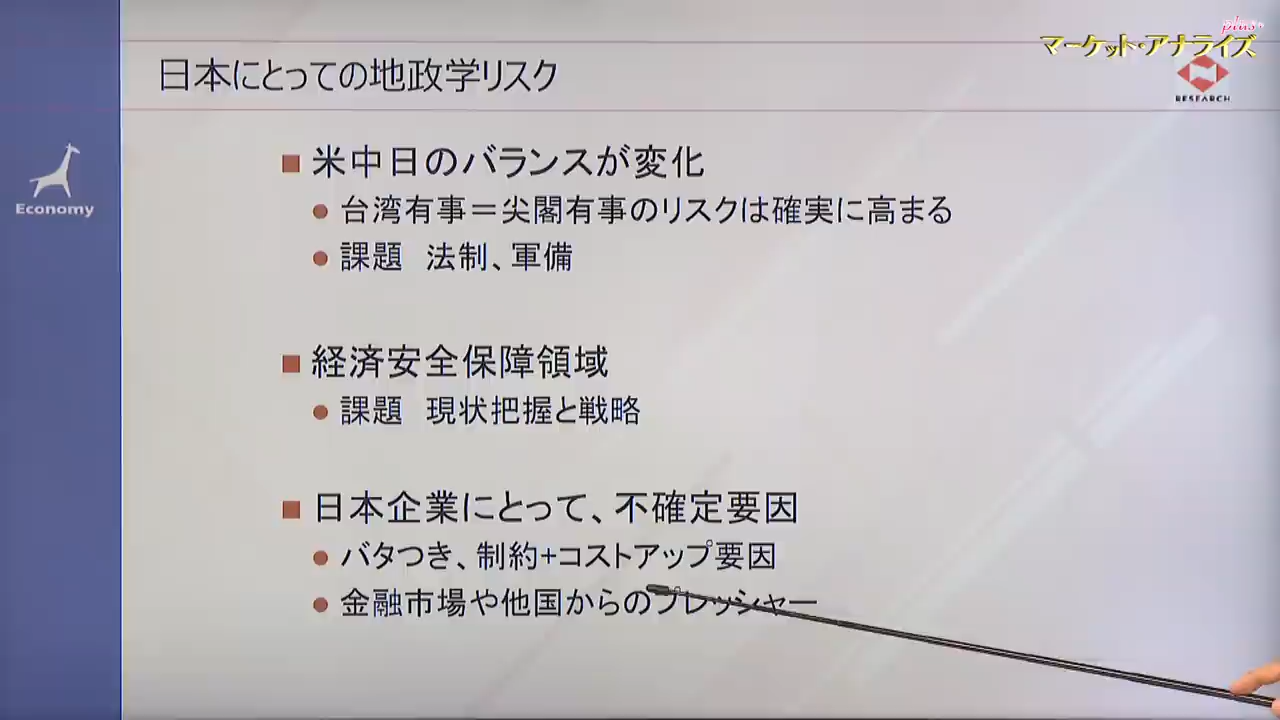 plus+
マーケット・アナライズ
RESEARCH
日本にとっての地政学リスク
Economy
米中日のバランスが変化
台湾有事＝尖閣有事のリスクは確実に高まる
課題　法制、軍備
経済安全保障領域
課題　現状把握と戦略
日本企業にとって、不確定要因
バタつき、制約+コストアップ要因
金融市場や他国からのプレッシャー